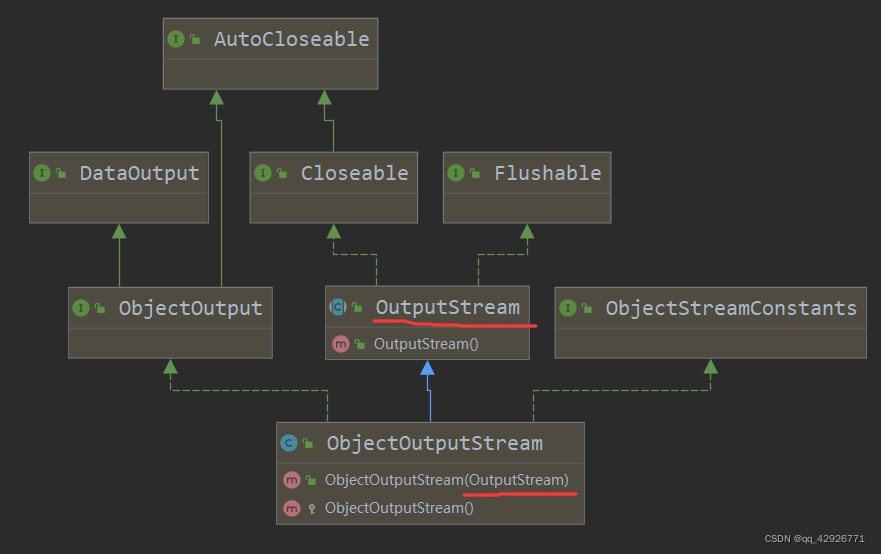 AutoCloseable
DataOutput
Closeable
Flushable
ObjectOutput
OutputStream
OutputStream()
ObjectStreamConstants
ObjectOutputStream
ObjectOutputStream(OutputStream)
ObjectOutputStream()
CSDN @qq_42926771